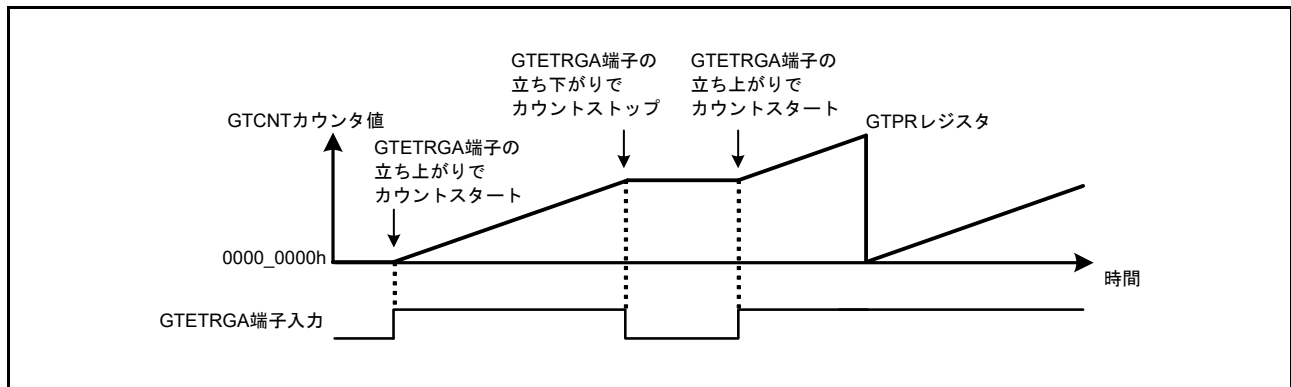 GTETRGA端子の
立ち下がりで
カウントストップ
GTETRGA端子の
立ち上がりで
カウントスタート
GTCNTカウンタ値
GTPRレジスタ
GTETRGA端子の
立ち上がりで
カウントスタート
0000_0000h
時間
GTETRGA端子入力